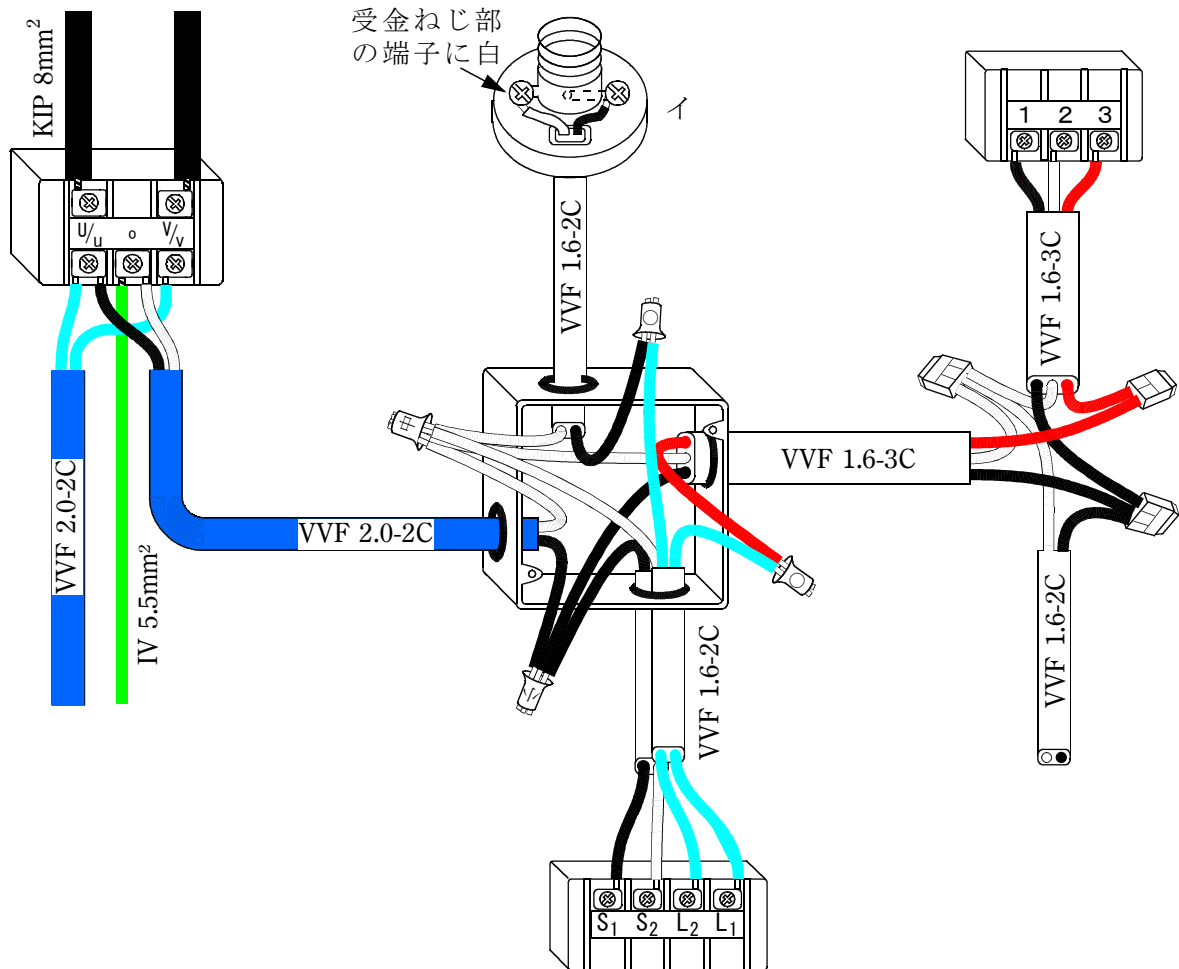 受金ねじ部
の端子に白
イ
KIP 8mm²
U/u
o
V/v
1 2 3
VVF 1.6-2C
VVF 1.6-3C
VVF 1.6-3C
VVF 2.0-2C
VVF 2.0-2C
IV 5.5mm²
VVF 1.6-2C
VVF 1.6-2C
S₁ S₂ L₂ L₁